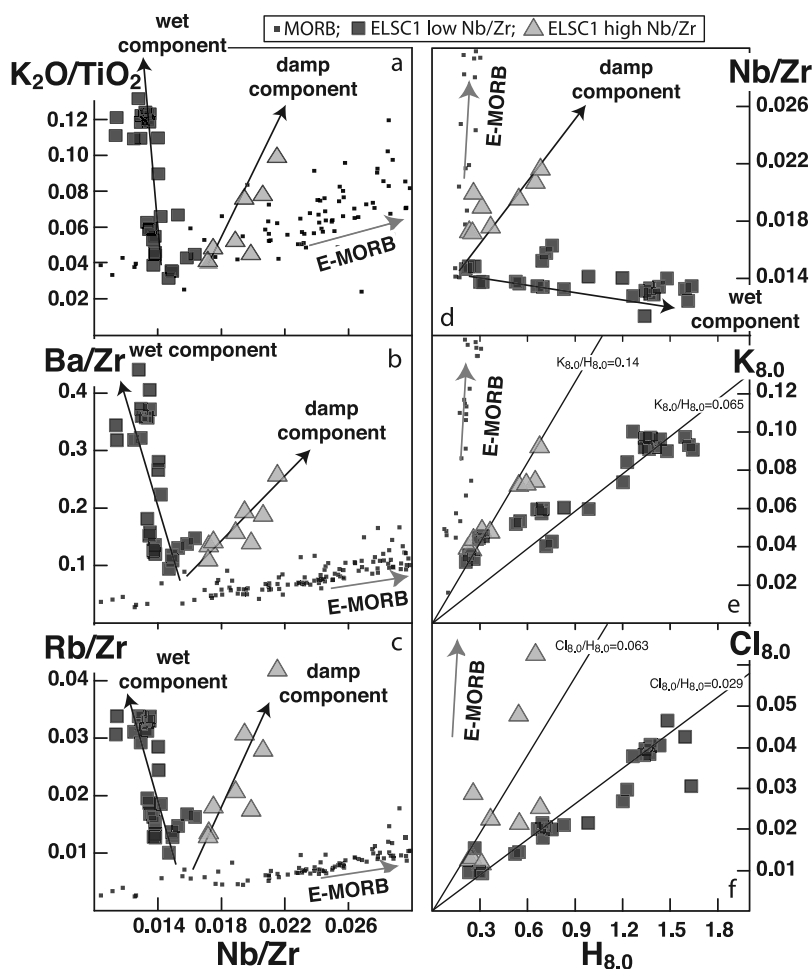 MORB; ELSC1 low Nb/Zr; ELSC1 high Nb/Zr
K2O/TiO2
wet component
a
damp component
E-MORB
0.12
0.10
0.08
0.06
0.04
0.02
Ba/Zr
wet component
b
damp component
E-MORB
0.4
0.3
0.2
0.1
Rb/Zr
wet component
c
damp component
E-MORB
0.04
0.03
0.02
0.01
0.014 0.018 0.022 0.026
Nb/Zr
Nb/Zr
damp component
E-MORB
0.026
0.022
0.018
0.014
d
wet component
K8.0
K8.0/H8.0=0.14
K8.0/H8.0=0.065
E-MORB
0.12
0.10
0.08
0.06
0.04
0.02
e
Cl8.0
Cl8.0/H8.0=0.063
Cl8.0/H8.0=0.029
E-MORB
0.05
0.04
0.03
0.02
0.01
f
0.3 0.6 0.9 1.2 1.5 1.8
H8.0